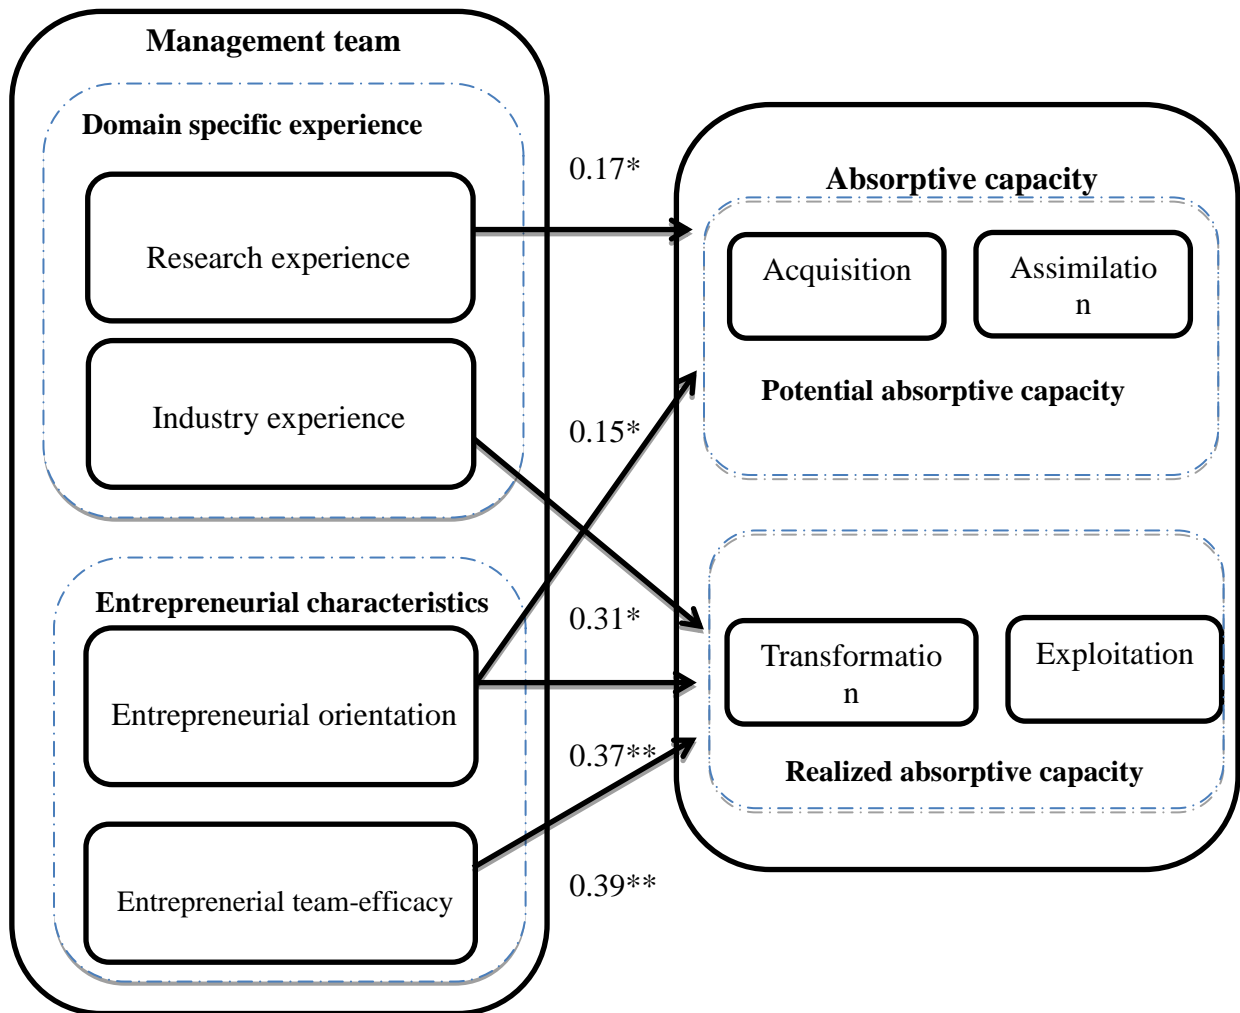 Management team
Domain specific experience
Research experience
Industry experience
Entrepreneurial characteristics
Entrepreneurial orientation
Entreprenerial team-efficacy
0.17*
0.15*
0.31*
0.37**
0.39**
Absorptive capacity
Acquisition
Assimilatio
n
Potential absorptive capacity
Transformatio
n
Exploitation
Realized absorptive capacity